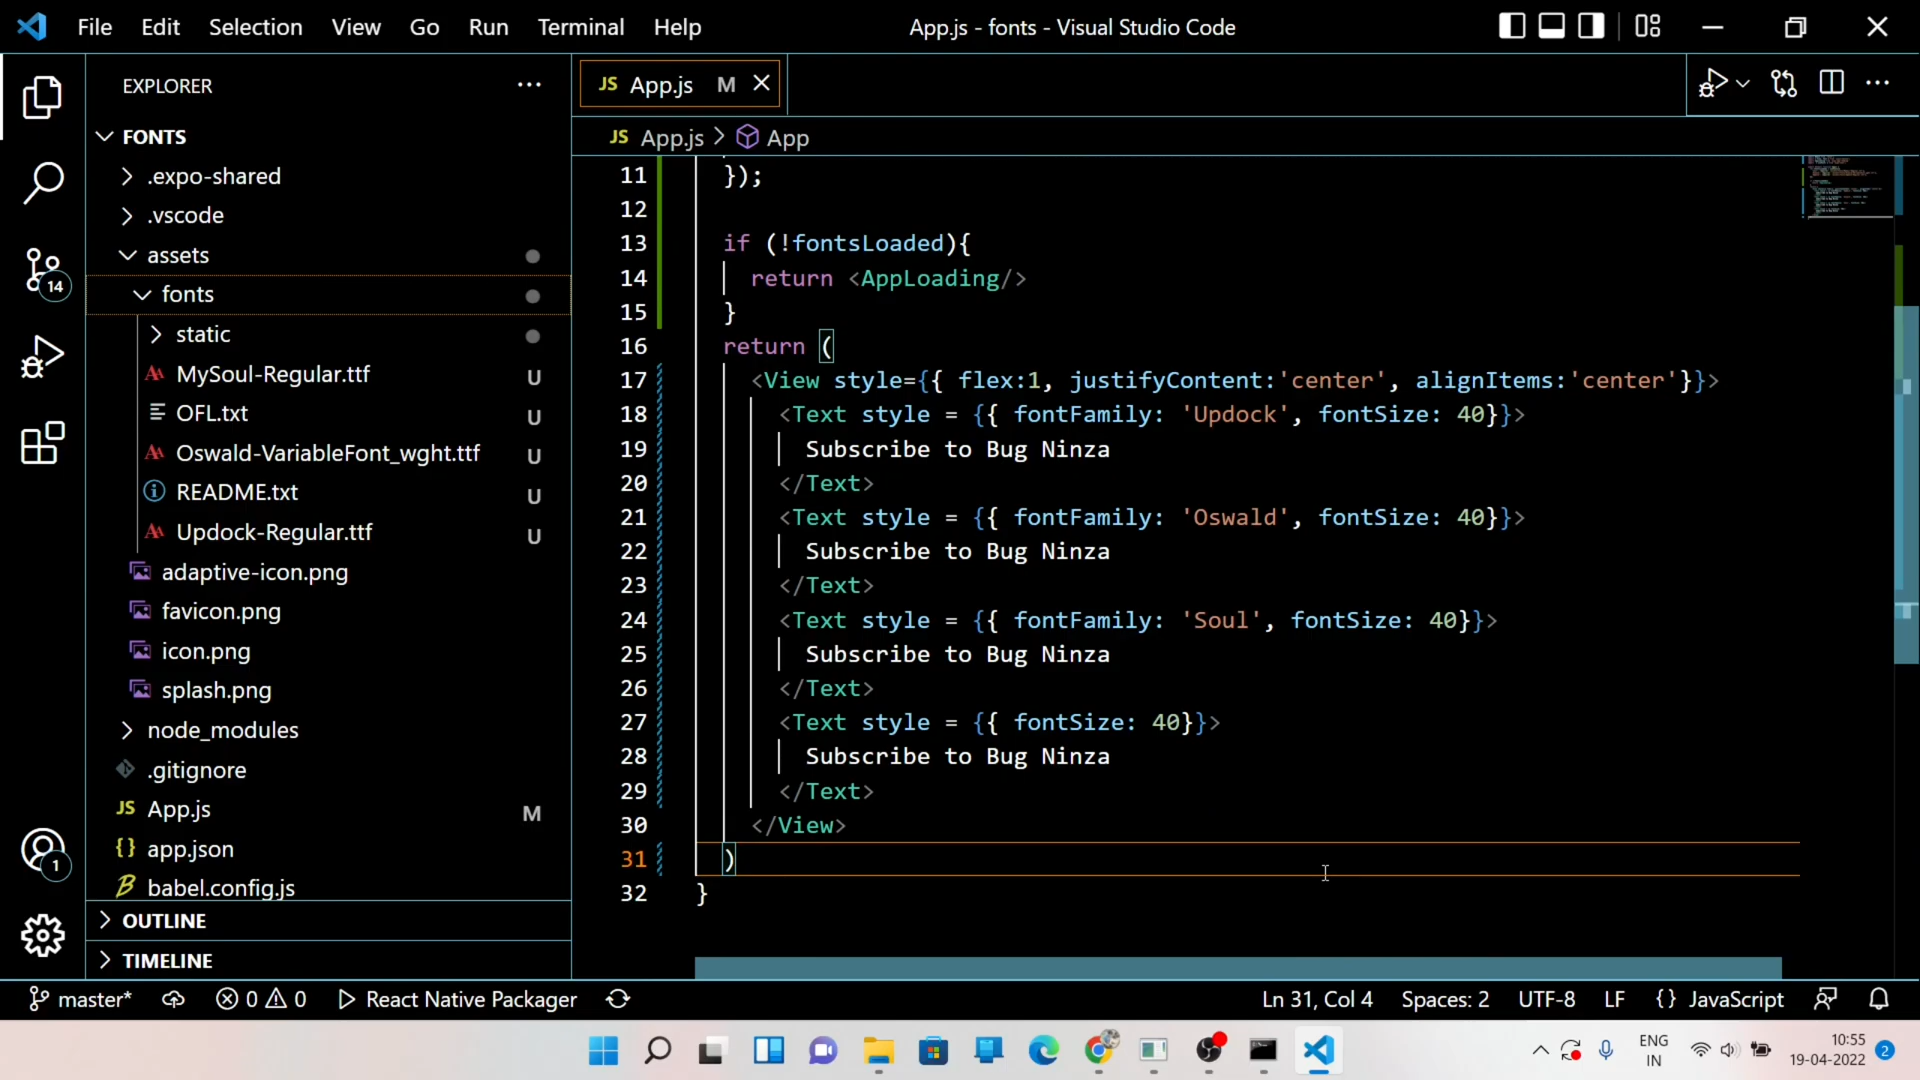 File Edit Selection View Go Run Terminal Help App.js - fonts - Visual Studio Code
EXPLORER
FONTS
.expo-shared
.vscode
assets
fonts
static
MySoul-Regular.ttf U
OFL.txt U
Oswald-VariableFont_wght.ttf U
README.txt U
Updock-Regular.ttf U
adaptive-icon.png
favicon.png
icon.png
splash.png
node_modules
.gitignore
JS App.js M
{} app.json
babel.config.js
OUTLINE
TIMELINE
14
1
JS App.js M
JS App.js > App
11 });
12
13 if (!fontsLoaded){
14 return <AppLoading/>
15 }
16 return (
17 <View style={{ flex:1, justifyContent:'center', alignItems:'center'}}>
18 <Text style = {{ fontFamily: 'Updock', fontSize: 40}}>
19 Subscribe to Bug Ninza
20 </Text>
21 <Text style = {{ fontFamily: 'Oswald', fontSize: 40}}>
22 Subscribe to Bug Ninza
23 </Text>
24 <Text style = {{ fontFamily: 'Soul', fontSize: 40}}>
25 Subscribe to Bug Ninza
26 </Text>
27 <Text style = {{ fontSize: 40}}>
28 Subscribe to Bug Ninza
29 </Text>
30 </View>
31 )
32 }
master* 0 0 React Native Packager Ln 31, Col 4 Spaces: 2 UTF-8 LF {} JavaScript
ENG
IN
10:55
19-04-2022
2